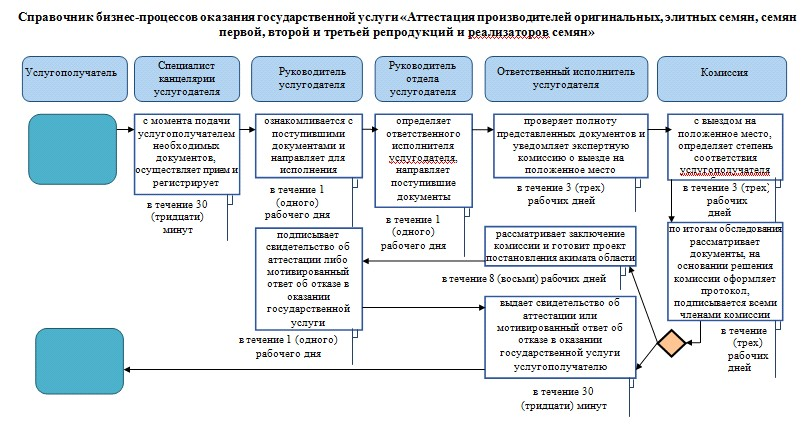 Справочник бизнес-процессов оказания государственной услуги «Аттестация производителей оригинальных, элитных семян, семян
первой, второй и третьей репродукций и реализаторов семян»
Услугополучатель
Специалист
канцелярии
услугодателя
Руководитель
услугодателя
Руководитель
отдела
услугодателя
Ответственный исполнитель
услугодателя
Комиссия
с момента подачи
услугополучателем
необходимых
документов,
осуществляет прием и
регистрирует
в течение 30
(тридцати)
минут
ознакомливается с
поступившими
документами и
направляет для
исполнения
в течение 1
(одного)
рабочего дня
определяет
ответственного
исполнителя
услугодателя,
направляет
поступившие
документы
в течение 1
(одного)
рабочего дня
проверяет полноту
представленных документов и
уведомляет экспертную
комиссию о выезде на
положенное место
в течение 3 (трех)
рабочих дней
с выездом на
положенное место,
определяет степень
соответствия
услугополучателя
в течение 3 (трех)
рабочих
дней
по итогам обследования
рассматривает
документы, на
основании решения
комиссии оформляет
протокол,
подписывается всеми
членами комиссии
в течение
(трех)
рабочих
дней
рассматривает заключение
комиссии и готовит проект
постановления акимата области
в течение 8 (восьми) рабочих дней
подписывает
свидетельство об
аттестации либо
мотивированный
ответ об отказе в
оказании
государственной
услуги
в течение 1 (одного)
рабочего дня
выдает свидетельство об
аттестации или
мотивированный ответ об
отказе в оказании
государственной услуги
услугополучателю
в течение 30
(тридцати) минут